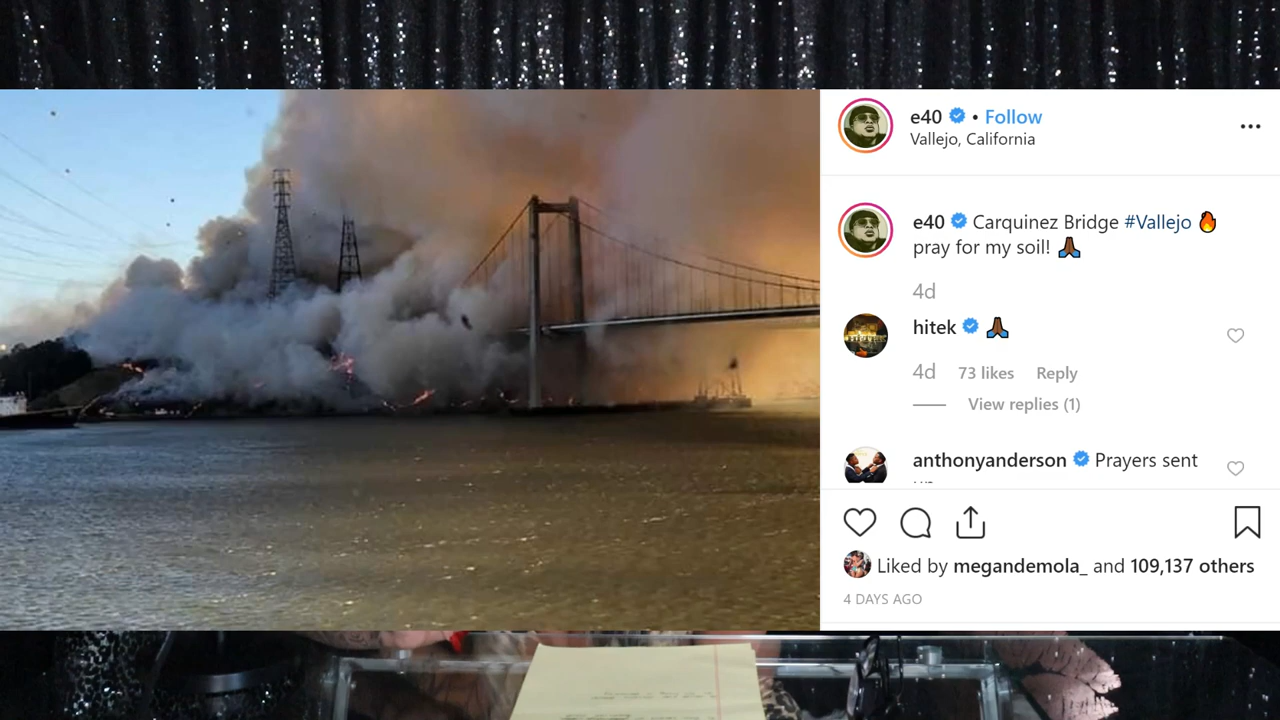 e40 • Follow
Vallejo, California
e40 Carquinez Bridge #Vallejo 🔥
pray for my soil! 🙏🏾
4d
hitek 🙏🏾
4d 73 likes Reply
View replies (1)
anthonyanderson Prayers sent
Liked by megandemola_ and 109,137 others
4 DAYS AGO